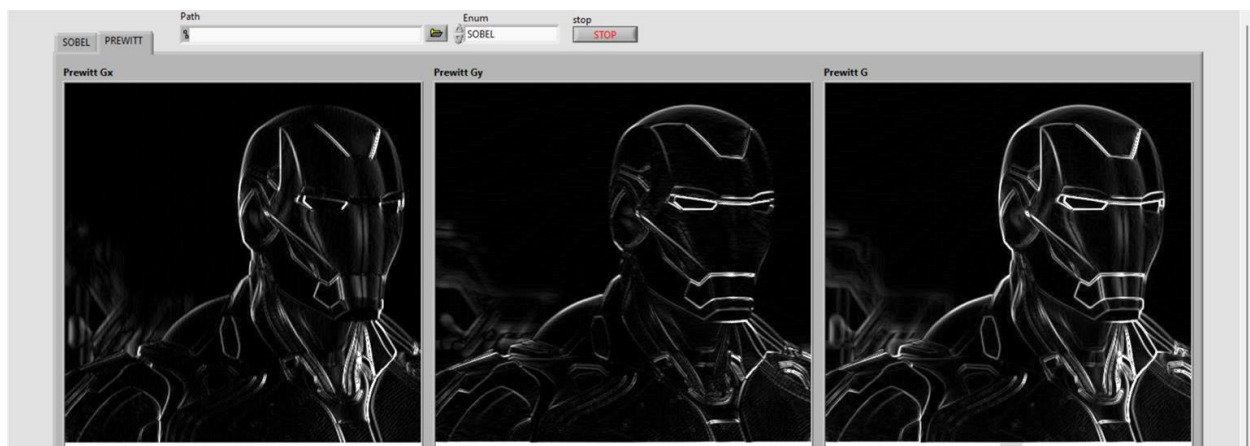 Path
Enum
stop
SOBEL
STOP
SOBEL
PREWITT
Prewitt Gx
Prewitt Gy
Prewitt G